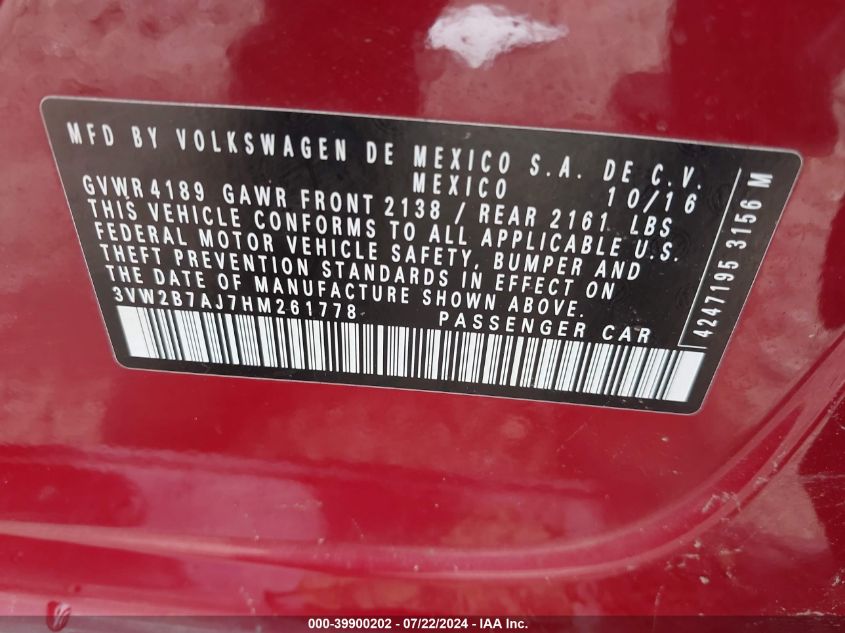 MFD BY VOLKSWAGEN DE MEXICO S.A. DE C.V.
MEXICO 10/16
GVWR 4189 GAWR FRONT 2138 / REAR 2161 LBS
THIS VEHICLE CONFORMS TO ALL APPLICABLE U.S.
FEDERAL MOTOR VEHICLE SAFETY, BUMPER AND
THEFT PREVENTION STANDARDS IN EFFECT ON
THE DATE OF MANUFACTURE SHOWN ABOVE.
3VW2B7AJ7HM261778 PASSENGER CAR
4247195 3156 M
000-39900202 - 07/22/2024 - IAA Inc.